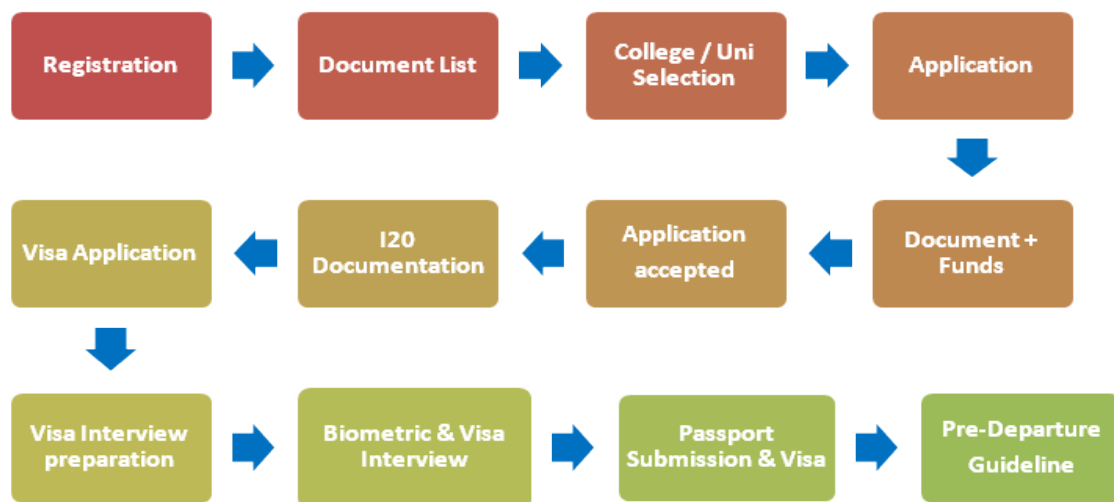 Registration
Document List
College / Uni
Selection
Application
Document +
Funds
Application
accepted
I20
Documentation
Visa Application
Visa Interview
preparation
Biometric & Visa
Interview
Passport
Submission & Visa
Pre-Departure
Guideline